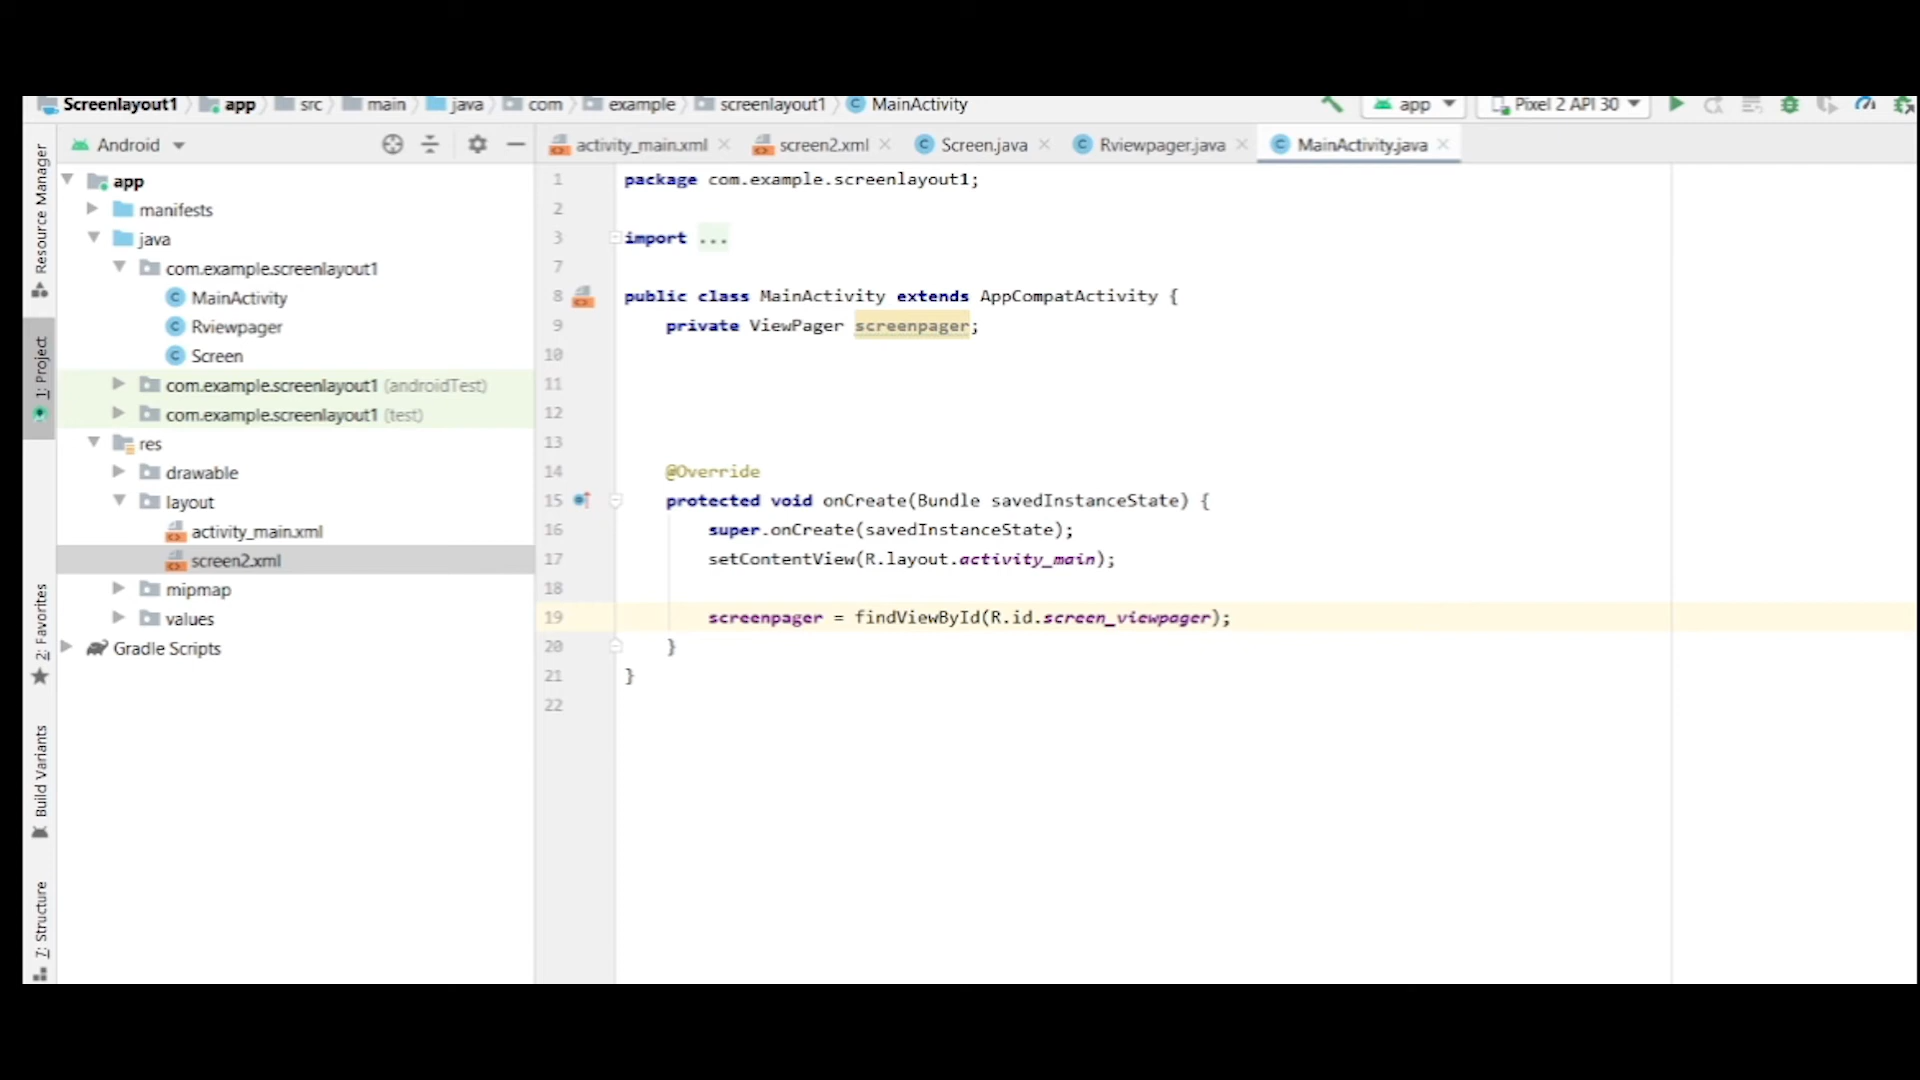 Screenlayout1 app src main java com example screenlayout1 MainActivity app Pixel 2 API 30
Android
activity_main.xml screen2.xml Screen.java Rviewpager.java MainActivity.java
Resource Manager
1: Project
2: Favorites
Build Variants
7: Structure
app
manifests
java
com.example.screenlayout1
MainActivity
Rviewpager
Screen
com.example.screenlayout1 (androidTest)
com.example.screenlayout1 (test)
res
drawable
layout
activity_main.xml
screen2.xml
mipmap
values
Gradle Scripts
1 package com.example.screenlayout1;
2
3 import ...
7
8 public class MainActivity extends AppCompatActivity {
9 private ViewPager screenpager;
10
11
12
13
14 @Override
15 protected void onCreate(Bundle savedInstanceState) {
16 super.onCreate(savedInstanceState);
17 setContentView(R.layout.activity_main);
18
19 screenpager = findViewById(R.id.screen_viewpager);
20 }
21 }
22